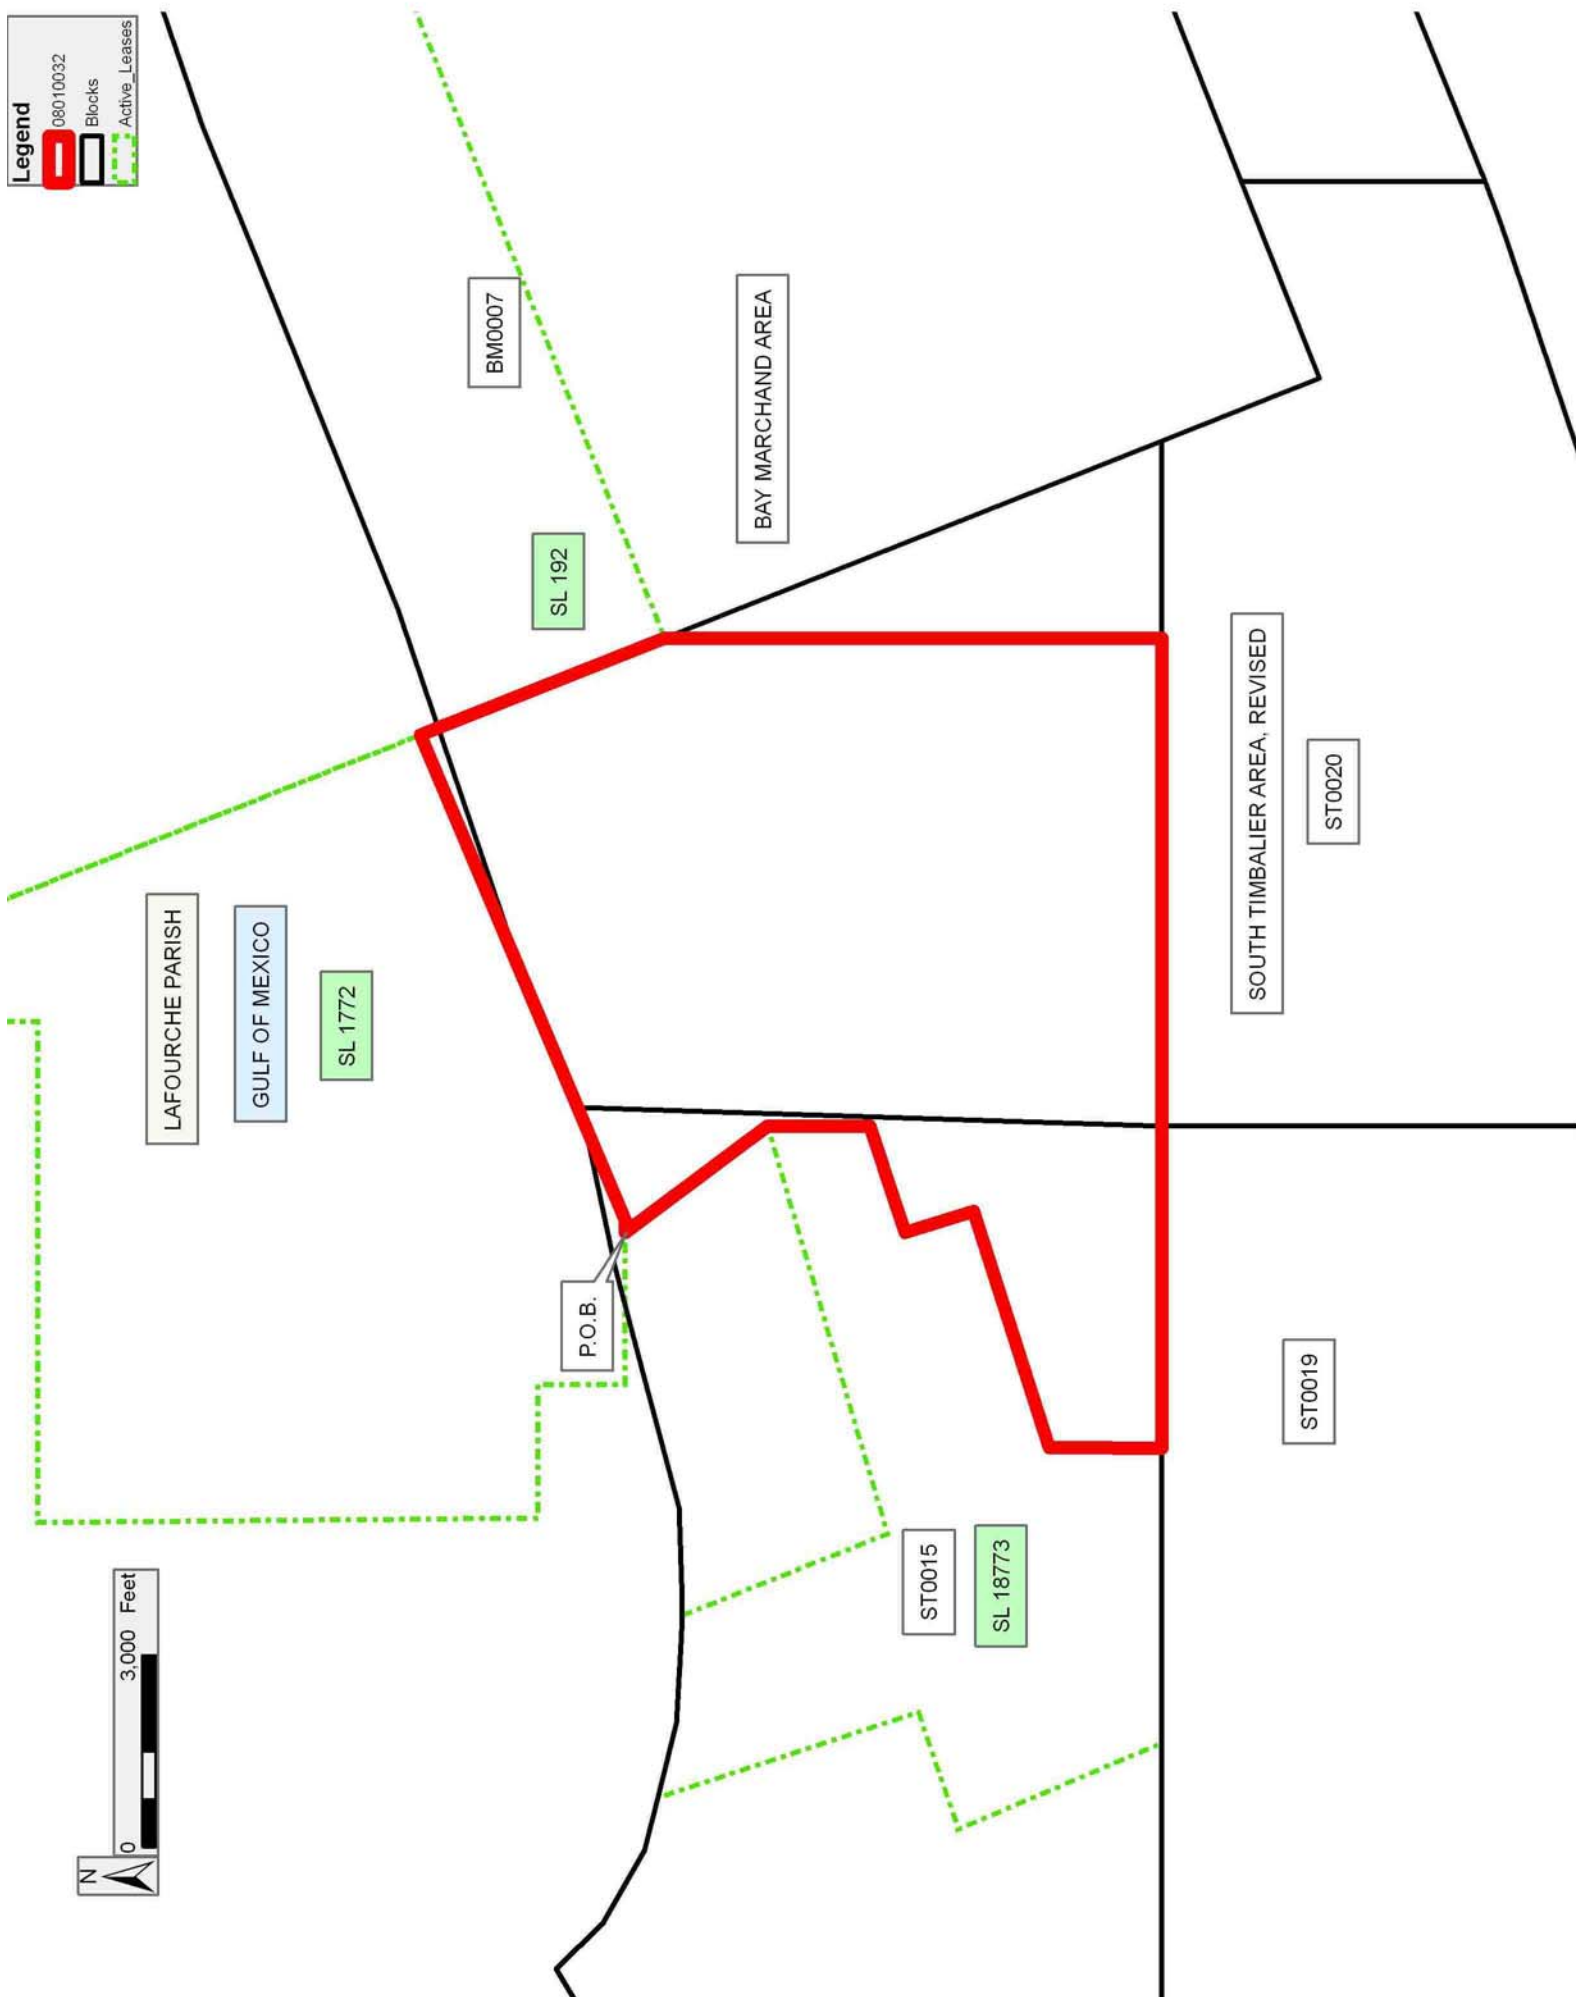 Legend
08010032
Blocks
Active_Leases
N
0 3,000 Feet
LAFOURCHE PARISH
GULF OF MEXICO
SL 1772
BM0007
SL 192
BAY MARCHAND AREA
P.O.B.
ST0015
SL 18773
SOUTH TIMBALIER AREA, REVISED
ST0020
ST0019